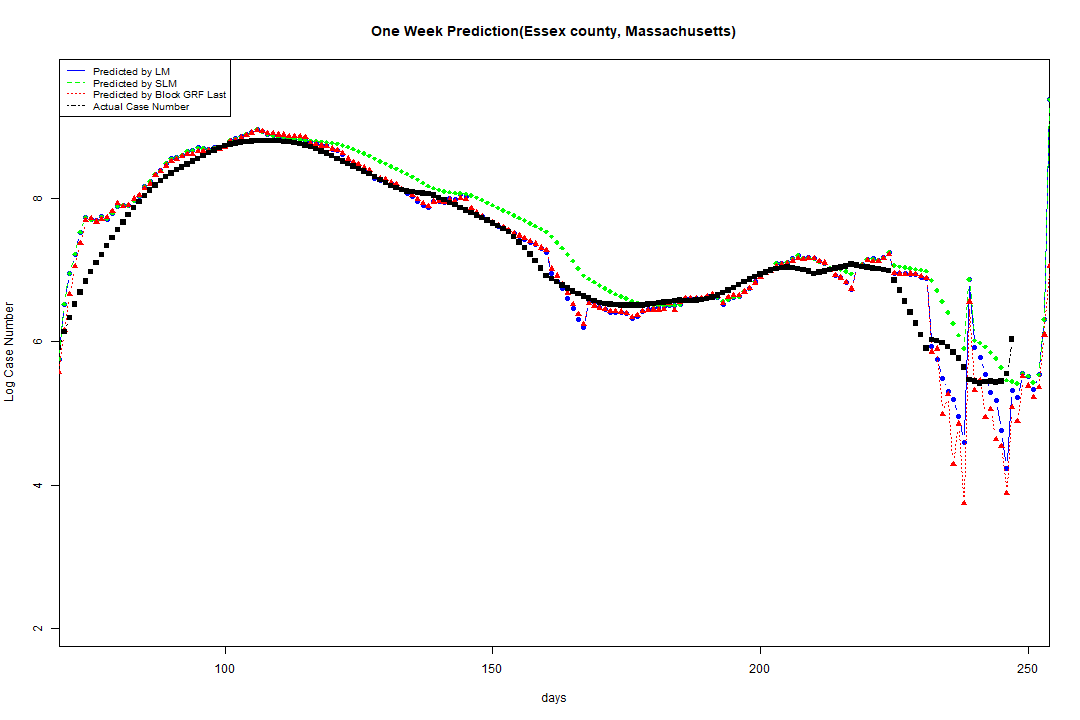 One Week Prediction(Essex county, Massachusetts)
Predicted by LM
Predicted by SLM
Predicted by Block GRF Last
Actual Case Number
8
6
4
2
Log Case Number
100 150 200 250
days